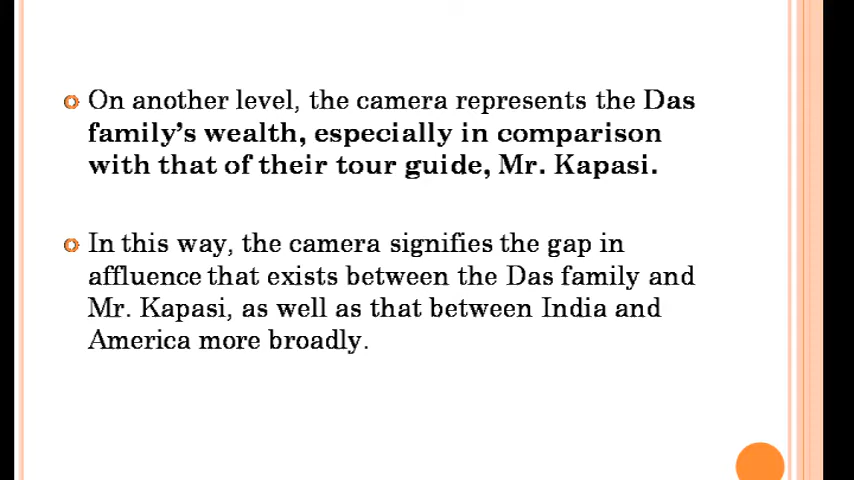 On another level, the camera represents the Das
family's wealth, especially in comparison
with that of their tour guide, Mr. Kapasi.
In this way, the camera signifies the gap in
affluence that exists between the Das family and
Mr. Kapasi, as well as that between India and
America more broadly.